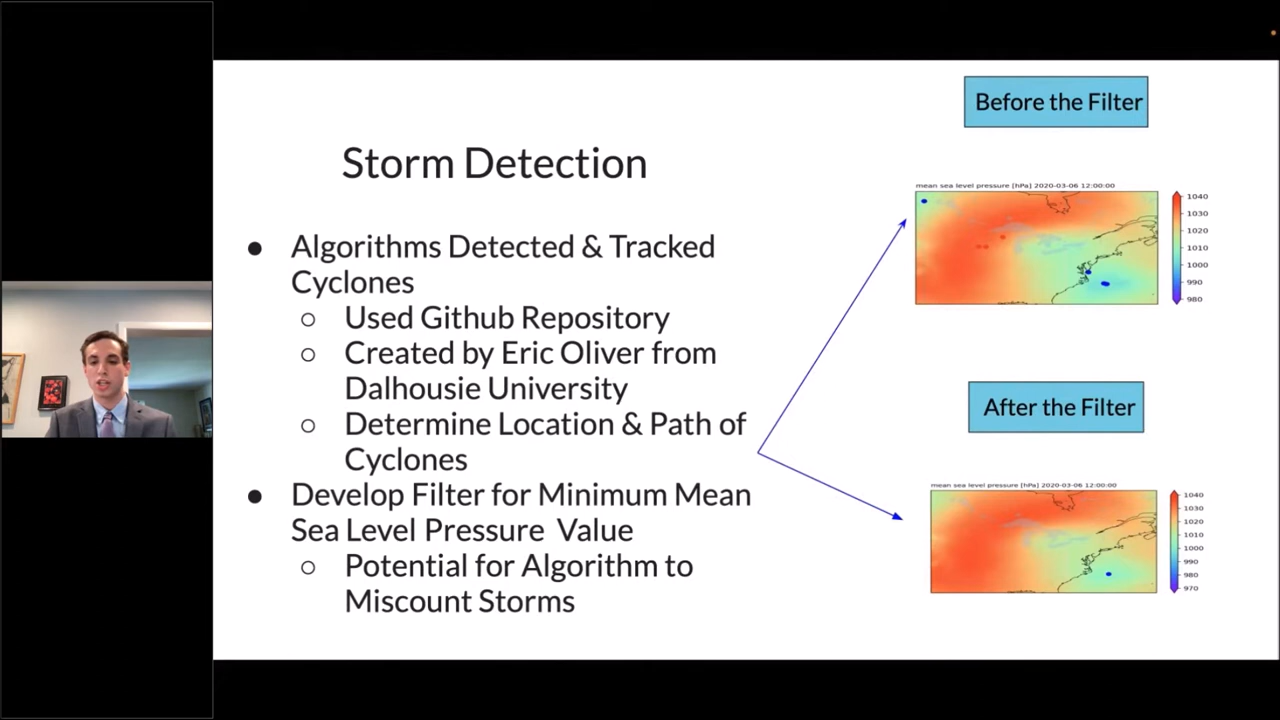 Storm Detection
● Algorithms Detected & Tracked
Cyclones
○ Used Github Repository
○ Created by Eric Oliver from
Dalhousie University
○ Determine Location & Path of
Cyclones
● Develop Filter for Minimum Mean
Sea Level Pressure Value
○ Potential for Algorithm to
Miscount Storms
Before the Filter
mean sea level pressure [hPa] 2020-03-06 12:00:00
1040
1030
1020
1010
1000
990
980
After the Filter
mean sea level pressure [hPa] 2020-03-06 12:00:00
1040
1030
1020
1010
1000
990
980
970